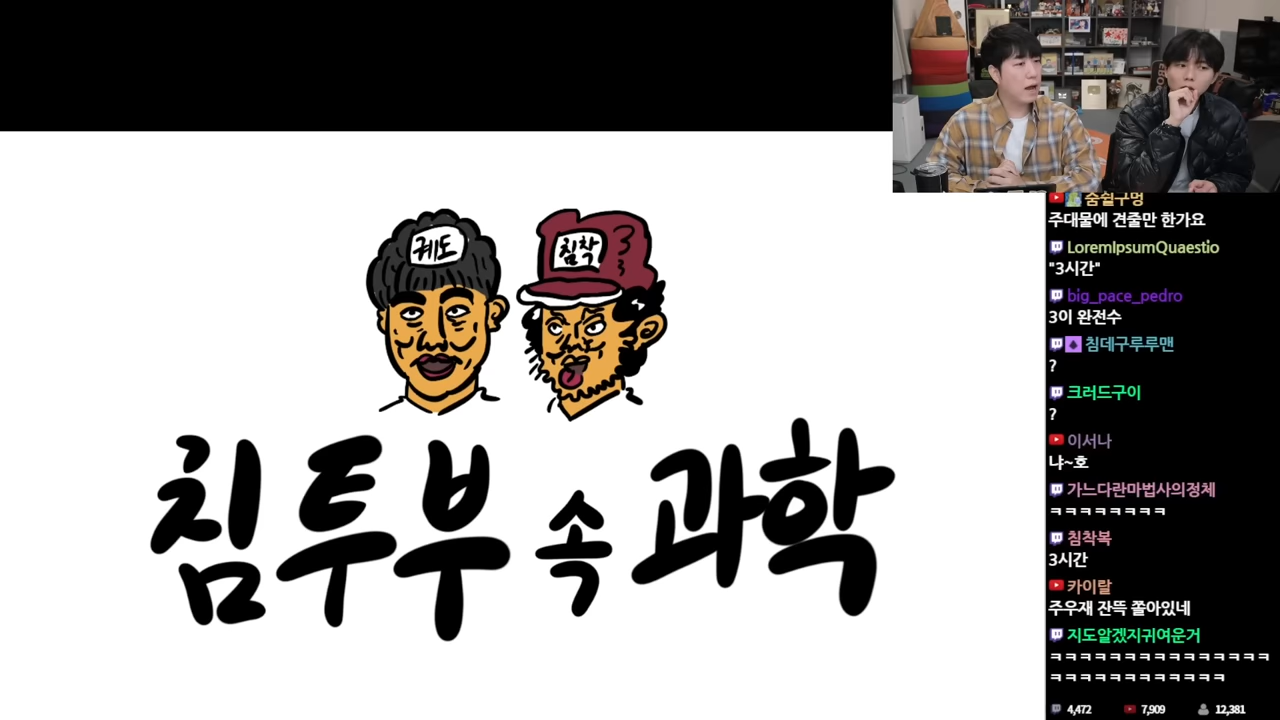 궤도
침착
침투부 속 과학
숨쉴구멍
주대물에 견줄만 한가요
LoremIpsumQuaestio
"3시간"
big_pace_pedro
3이 완전수
침데구루루맨
?
크러드구이
?
이서나
냐~호
가느다란마법사의정체
ㅋㅋㅋㅋㅋㅋㅋㅋ
침착복
3시간
카이랄
주우재 잔뜩 쫄아있네
지도알겠지귀여운거
ㅋㅋㅋㅋㅋㅋㅋㅋㅋㅋㅋㅋㅋㅋㅋ
ㅋㅋㅋㅋㅋㅋㅋㅋㅋㅋㅋㅋ
4,472 7,909 12,381